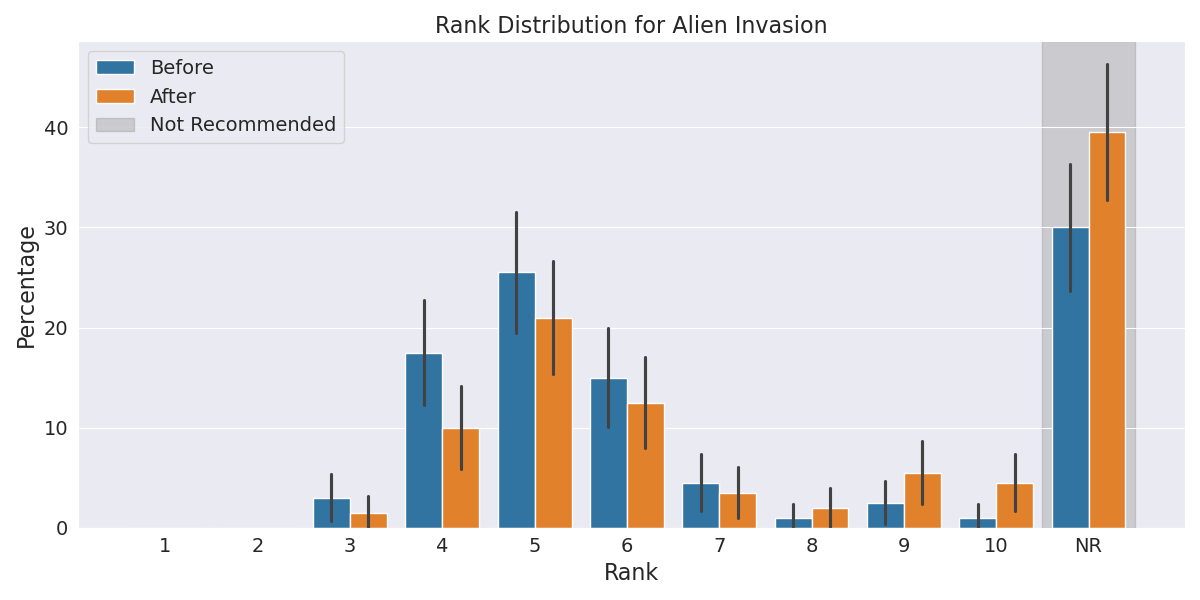 Rank Distribution for Alien Invasion
Before
After
Not Recommended
Percentage
40
30
20
10
0
1 2 3 4 5 6 7 8 9 10 NR
Rank